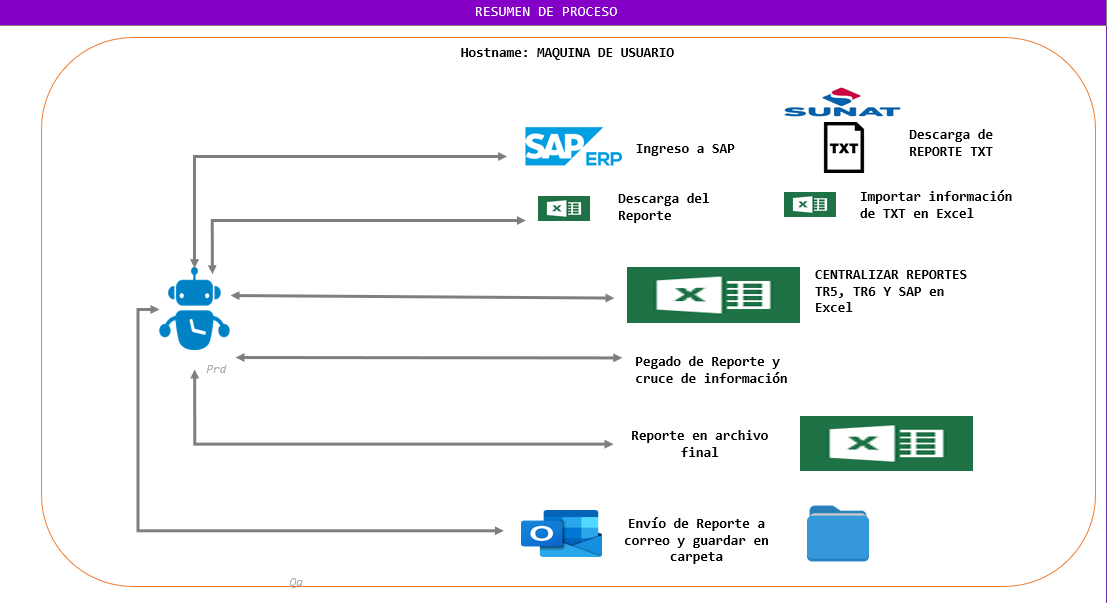 RESUMEN DE PROCESO
Hostname: MAQUINA DE USUARIO
SUNAT
SAP ERP
Ingreso a SAP
TXT
Descarga de
REPORTE TXT
Descarga del
Reporte
Importar información
de TXT en Excel
CENTRALIZAR REPORTES
TR5, TR6 Y SAP en
Excel
Prd
Pegado de Reporte y
cruce de información
Reporte en archivo
final
Envío de Reporte a
correo y guardar en
carpeta
Qa